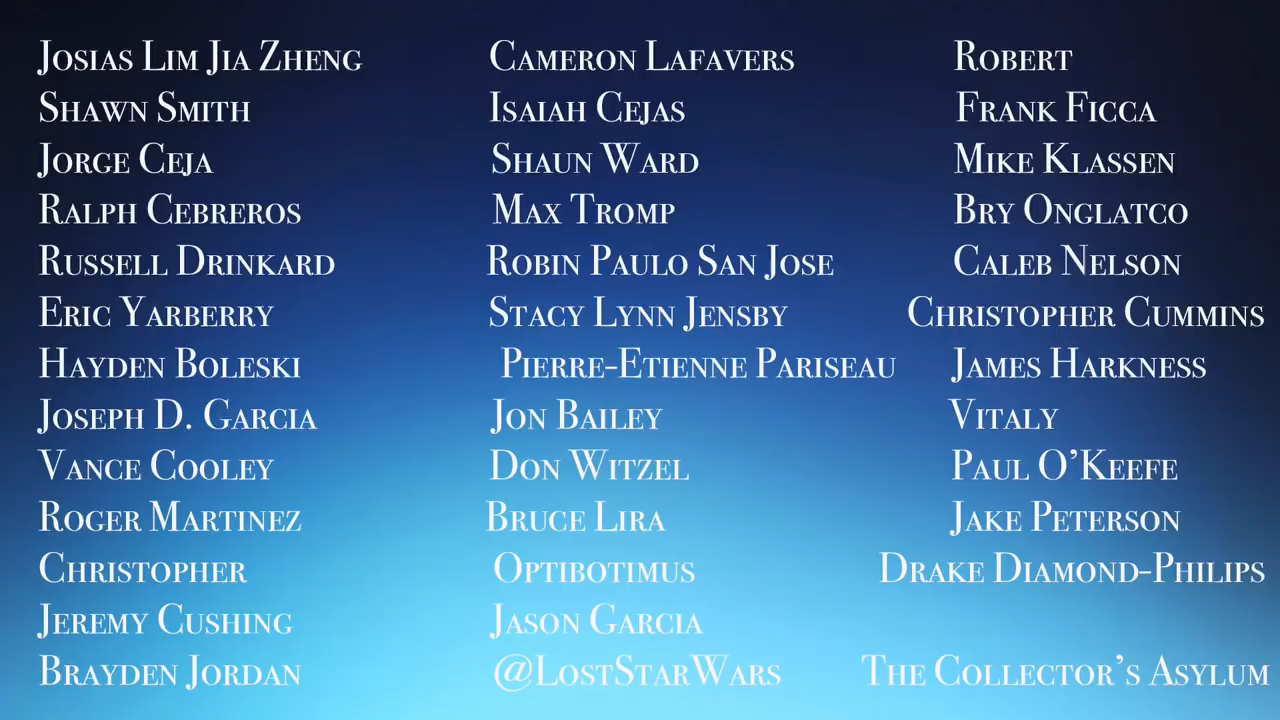 Josias Lim Jia Zheng
Shawn Smith
Jorge Ceja
Ralph Cebreros
Russell Drinkard
Eric Yarberry
Hayden Boleski
Joseph D. Garcia
Vance Cooley
Roger Martinez
Christopher
Jeremy Cushing
Brayden Jordan
Cameron Lafavers
Isaiah Cejas
Shaun Ward
Max Tromp
Robin Paulo San Jose
Stacy Lynn Jensby
Pierre-Etienne Pariseau
Jon Bailey
Don Witzel
Bruce Lira
Optibotimus
Jason Garcia
@LostStarWars
Robert
Frank Ficca
Mike Klassen
Bry Onglatco
Caleb Nelson
Christopher Cummins
James Harkness
Vitaly
Paul O’Keefe
Jake Peterson
Drake Diamond-Philips
The Collector’s Asylum